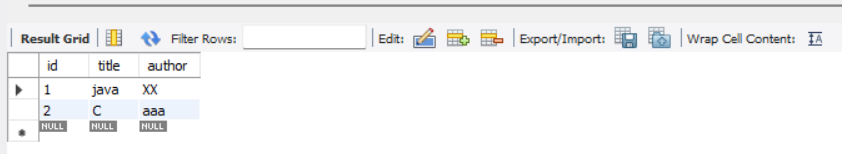 Result Grid Filter Rows: Edit: Export/Import: Wrap Cell Content: IA
id title author
1 java XX
2 C aaa
NULL NULL NULL